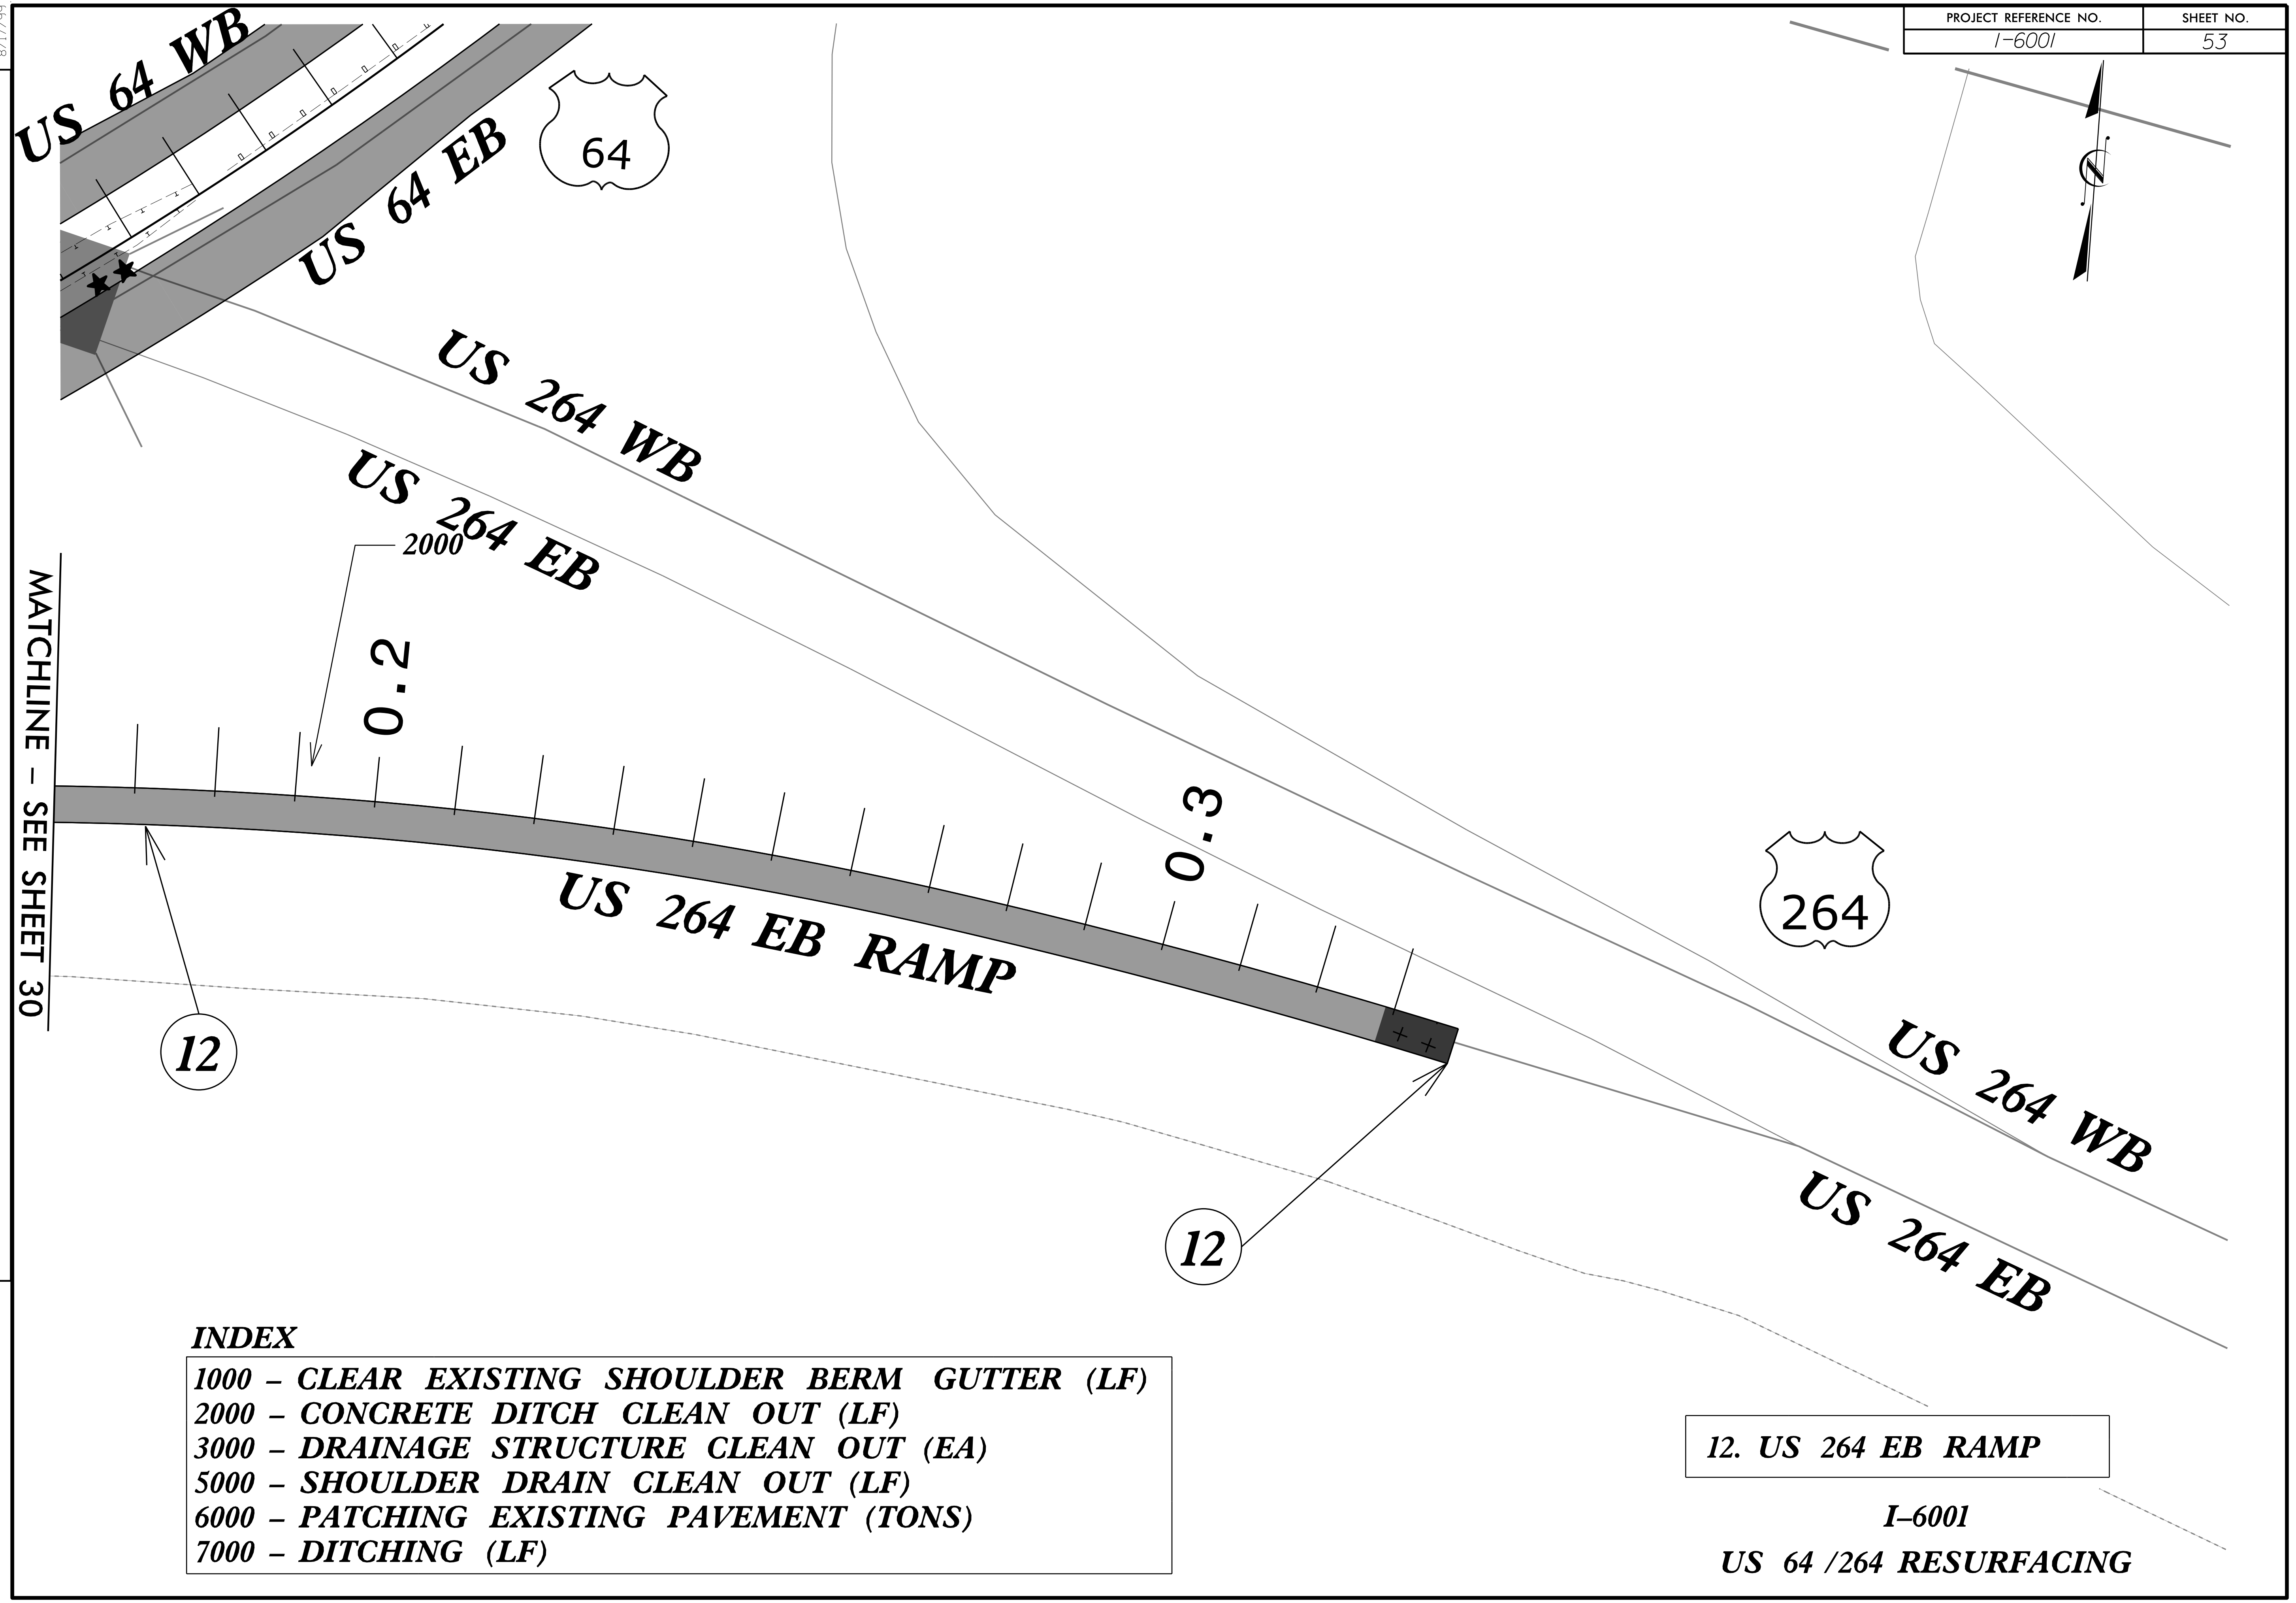 8/17/99
PROJECT REFERENCE NO.
SHEET NO.
I-6001
53
US 64 WB
US 64 EB
64
N
US 264 WB
US 264 EB
2000
MATCHLINE – SEE SHEET 30
0.2
0.3
US 264 EB RAMP
264
12
12
US 264 WB
US 264 EB
INDEX
1000 – CLEAR EXISTING SHOULDER BERM GUTTER (LF)
2000 – CONCRETE DITCH CLEAN OUT (LF)
3000 – DRAINAGE STRUCTURE CLEAN OUT (EA)
5000 – SHOULDER DRAIN CLEAN OUT (LF)
6000 – PATCHING EXISTING PAVEMENT (TONS)
7000 – DITCHING (LF)
12. US 264 EB RAMP
I–6001
US 64 /264 RESURFACING